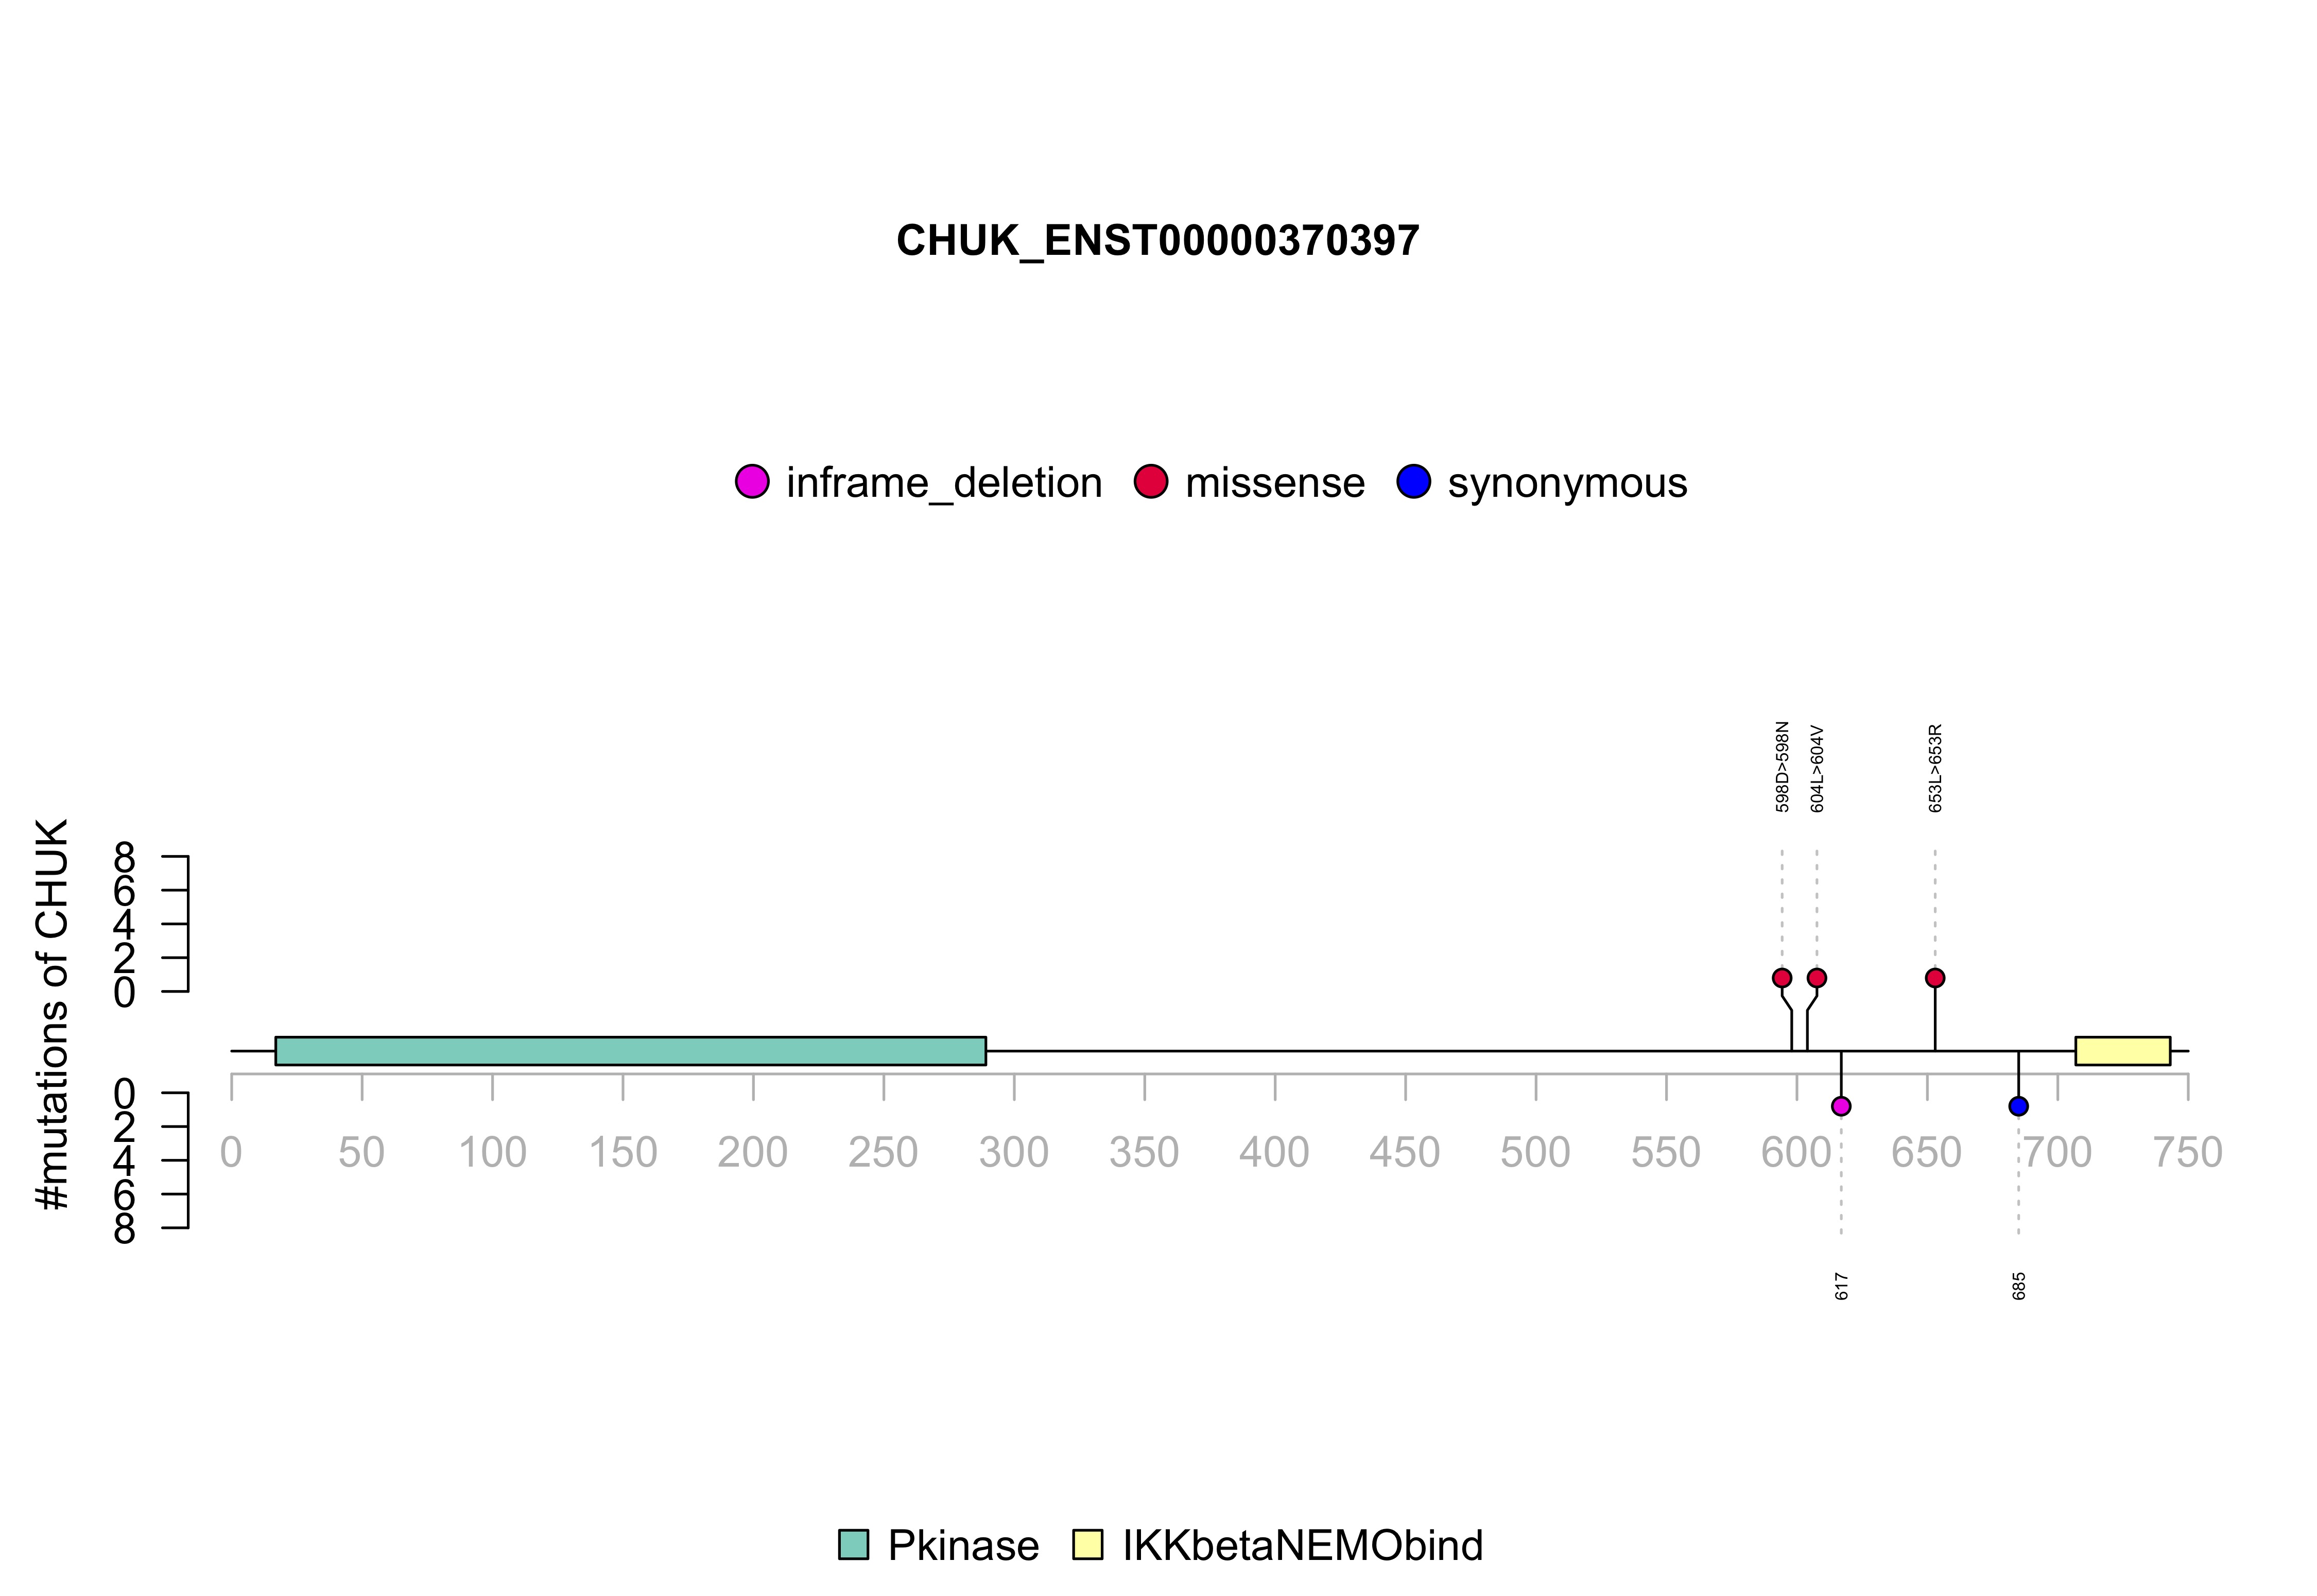 CHUK_ENST00000370397
inframe_deletion missense synonymous
598D>598N
604L>604V
653L>653R
#mutations of CHUK
8
6
4
2
0
0
2
4
6
8
0 50 100 150 200 250 300 350 400 450 500 550 600 650 700 750
617
685
Pkinase IKKbetaNEMObind